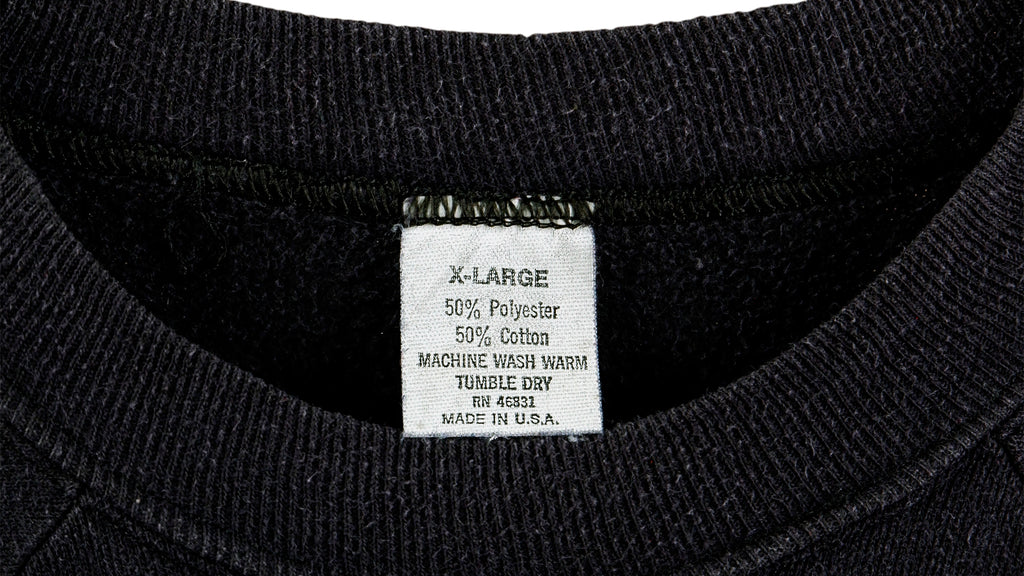 X-LARGE
50% Polyester
50% Cotton
MACHINE WASH WARM
TUMBLE DRY
RN 46831
MADE IN U.S.A.